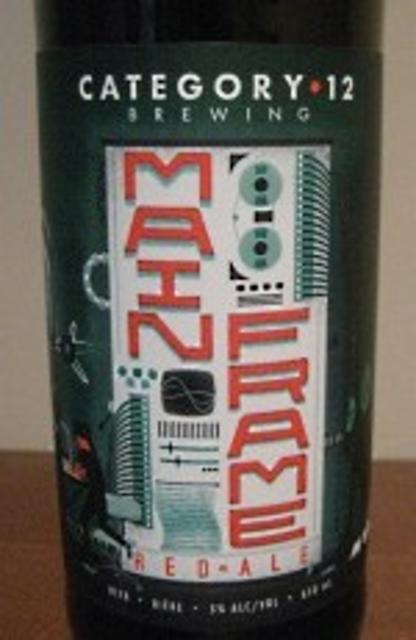 CATEGORY•12
BREWING
MAIN
FRAME
RED•ALE
BEER • BIÈRE • 5% ALC/VOL • 650 ML